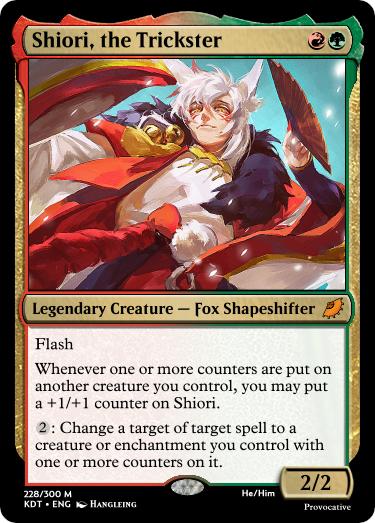 Shiori, the Trickster
Legendary Creature — Fox Shapeshifter
Flash
Whenever one or more counters are put on
another creature you control, you may put
a +1/+1 counter on Shiori.
2: Change a target of target spell to a
creature or enchantment you control with
one or more counters on it.
2/2
228/300 M
KDT • ENG HANGLEING
He/Him
Provocative